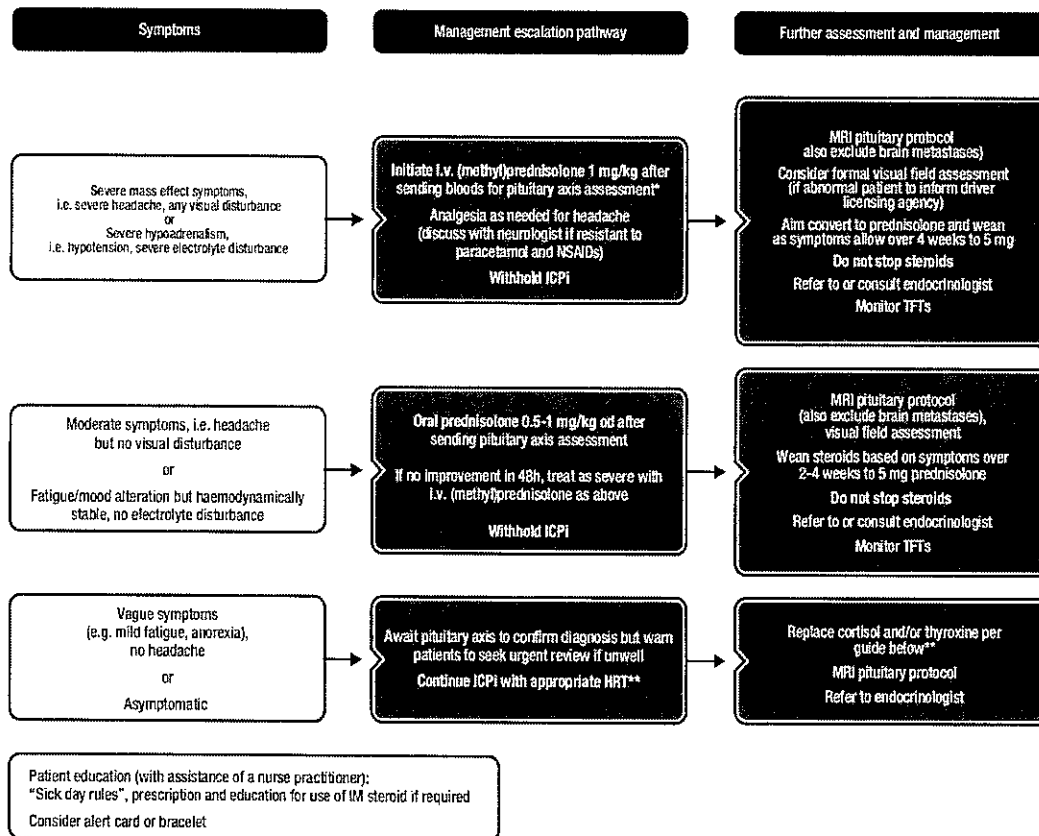 Symptoms
Management escalation pathway
Further assessment and management
Severe mass effect symptoms,
i.e. severe headache, any visual disturbance
or
Severe hypoadrenalism,
i.e. hypotension, severe electrolyte disturbance
Initiate i.v. (methyl)prednisolone 1 mg/kg after
sending bloods for pituitary axis assessment*
Analgesia as needed for headache
(discuss with neurologist if resistant to
paracetamol and NSAIDs)
Withhold ICPi
MRI pituitary protocol
also exclude brain metastases)
Consider formal visual field assessment
(if abnormal patient to inform driver
licensing agency)
Aim convert to prednisolone and wean
as symptoms allow over 4 weeks to 5 mg
Do not stop steroids
Refer to or consult endocrinologist
Monitor TFTs
Moderate symptoms, i.e. headache
but no visual disturbance
or
Fatigue/mood alteration but haemodynamically
stable, no electrolyte disturbance
Oral prednisolone 0.5-1 mg/kg od after
sending pituitary axis assessment
If no improvement in 48h, treat as severe with
i.v. (methyl)prednisolone as above
Withhold ICPi
MRI pituitary protocol
(also exclude brain metastases),
visual field assessment
Wean steroids based on symptoms over
2-4 weeks to 5 mg prednisolone
Do not stop steroids
Refer to or consult endocrinologist
Monitor TFTs
Vague symptoms
(e.g. mild fatigue, anorexia),
no headache
or
Asymptomatic
Await pituitary axis to confirm diagnosis but warn
patients to seek urgent review if unwell
Continue ICPi with appropriate HRT**
Replace cortisol and/or thyroxine per
guide below**
MRI pituitary protocol
Refer to endocrinologist
Patient education (with assistance of a nurse practitioner):
"Sick day rules", prescription and education for use of IM steroid if required
Consider alert card or bracelet